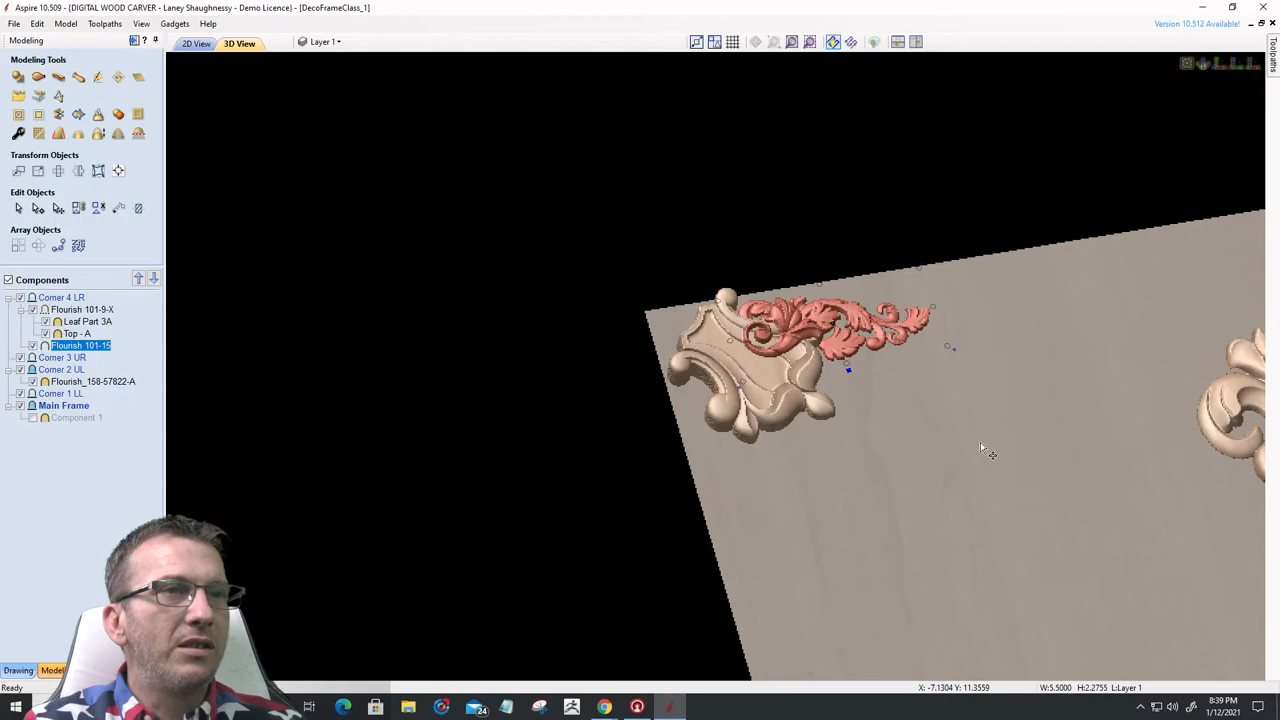 Aspire 10.509 - {DIGITAL WOOD CARVER - Laney Shaughnessy - Demo Licence} - [DecoFrameClass_1]
File Edit Model Toolpaths View Gadgets Help
Version 10.512 Available!
Modeling
2D View 3D View Layer 1
Toolpaths
Modeling Tools
Transform Objects
Edit Objects
Array Objects
Components
Corner 4 LR
Flourish 101-9-X
Leaf Part 3A
Top - A
Flourish 101-15
Corner 3 UR
Corner 2 UL
Flourish_158-57822-A
Corner 1 LL
Main Frame
Component 1
Drawing
Ready
X: -7.1304 Y: 11.3559
W:5.5000 H:2.2755 L:Layer 1
24
8:39 PM
1/12/2021